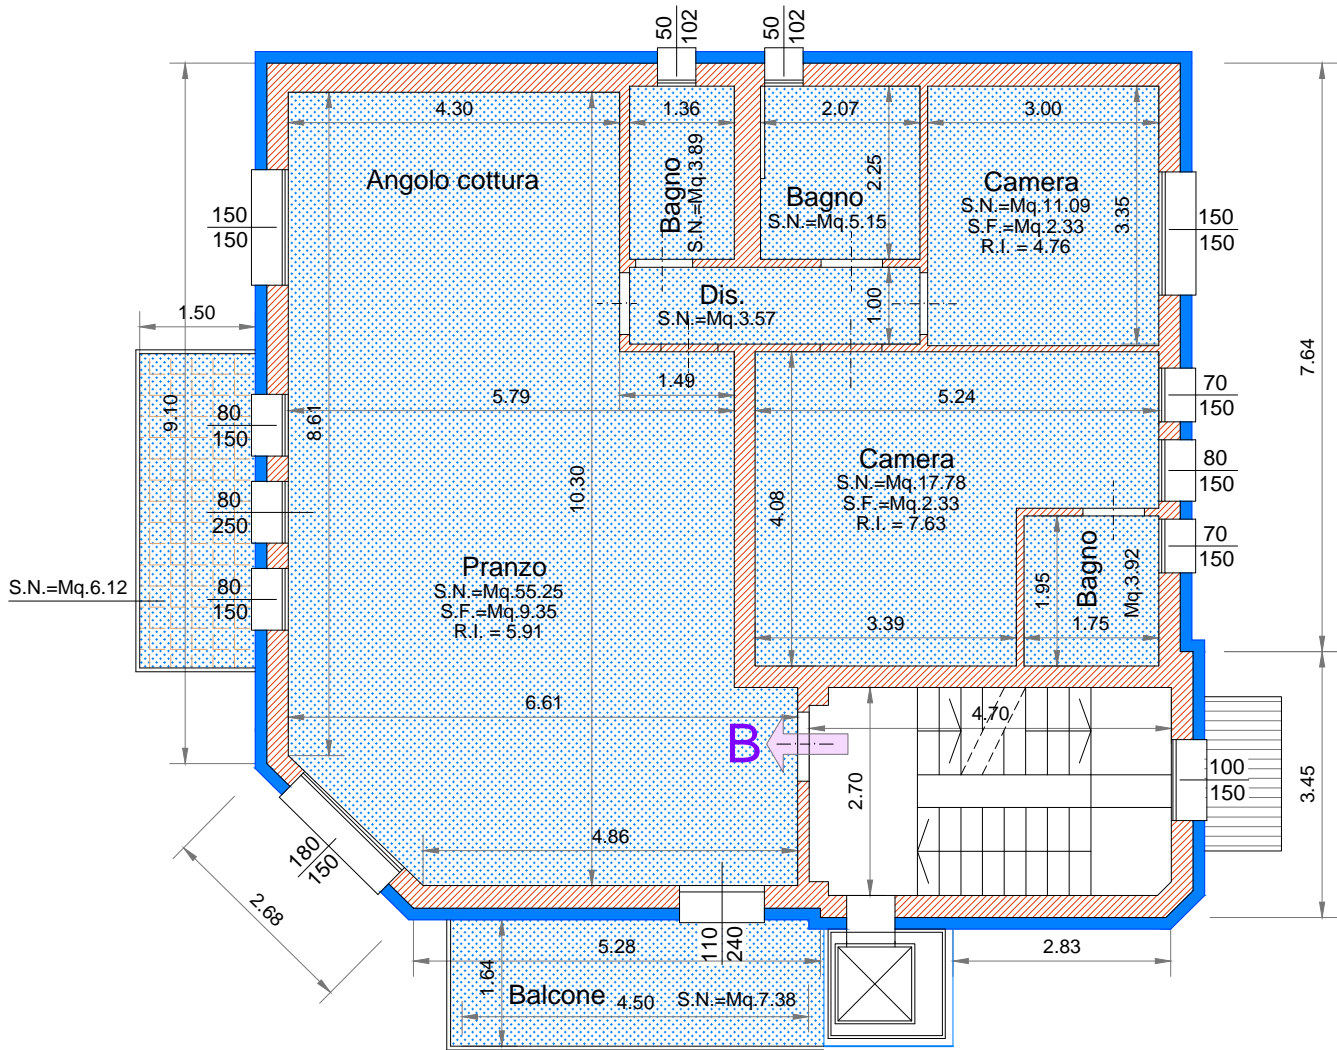 50
102
50
102
4.30
1.36
2.07
3.00
Angolo cottura
Bagno
S.N.=Mq.3.89
Bagno
S.N.=Mq.5.15
2.25
Camera
S.N.=Mq.11.09
S.F.=Mq.2.33
R.I. = 4.76
3.35
150
150
150
150
Dis.
S.N.=Mq.3.57
1.00
1.50
7.64
9.10
8.61
5.79
1.49
5.24
70
150
80
150
10.30
4.08
Camera
S.N.=Mq.17.78
S.F.=Mq.2.33
R.I. = 7.63
80
150
80
250
70
150
Pranzo
S.N.=Mq.55.25
S.F.=Mq.9.35
R.I. = 5.91
1.95
Bagno
Mq.3.92
1.75
S.N.=Mq.6.12
80
150
3.39
6.61
4.70
B
2.70
100
150
3.45
4.86
180
150
2.68
110
240
5.28
2.83
1.64
Balcone
4.50
S.N.=Mq.7.38